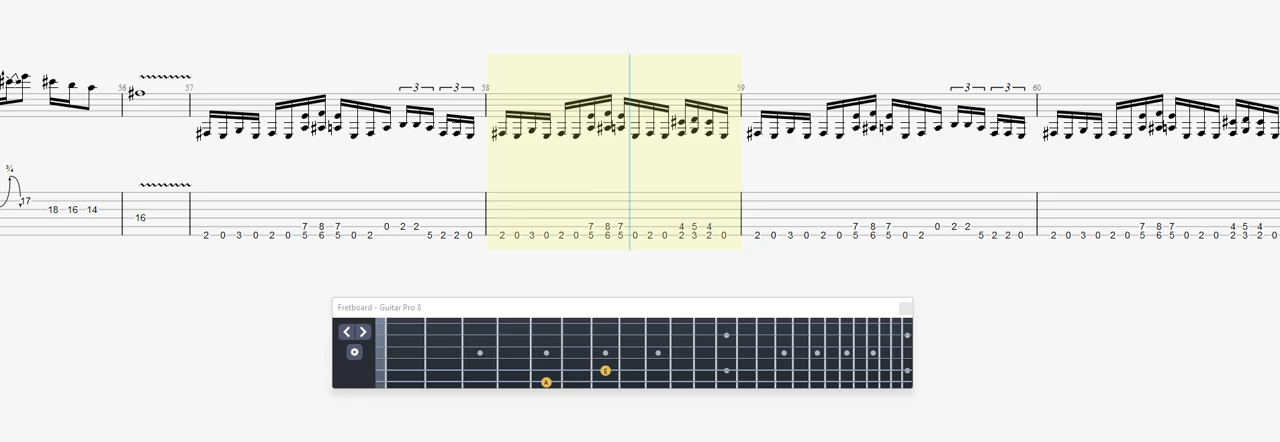 56 57 58 59 60
3 3 3 3
¾
17
18 16 14
16
0 2 2 0 2 2
7 8 7 7 8 7 4 5 4 7 8 7 7 8 7 4 5 4
2 0 3 0 2 0 5 6 5 0 2 5 2 2 0 2 0 3 0 2 0 5 6 5 0 2 0 2 3 2 0 2 0 3 0 2 0 5 6 5 0 2 5 2 2 0 2 0 3 0 2 0 5 6 5 0 2 0 2 3 2 0
Fretboard - Guitar Pro 8
E
A